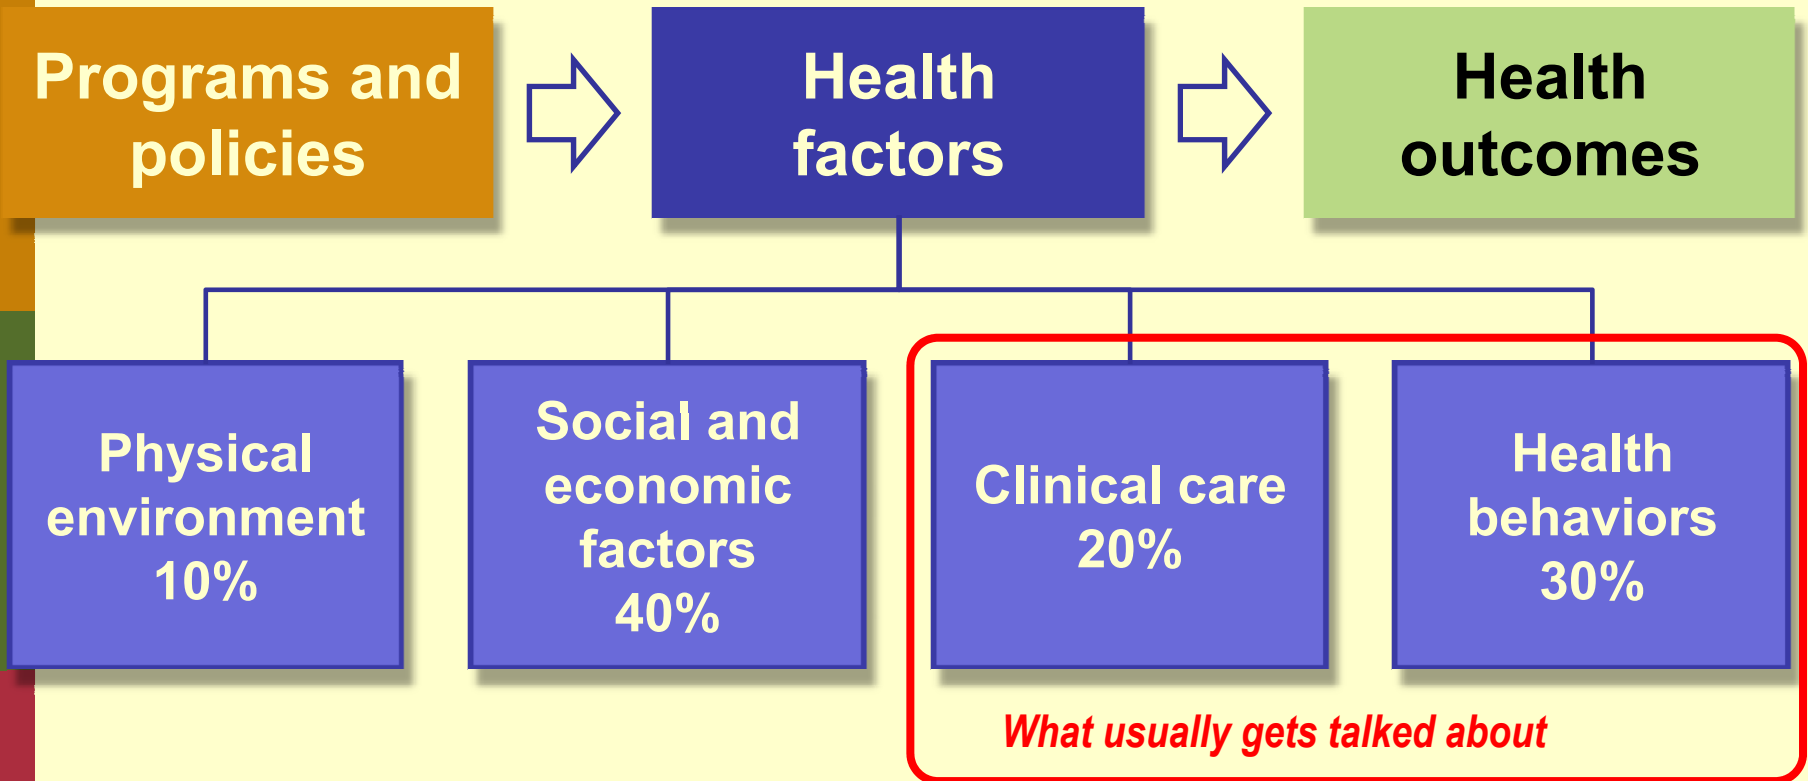 Programs and
policies
Health
factors
Health
outcomes
Physical
environment
10%
Social and
economic
factors
40%
Clinical care
20%
Health
behaviors
30%
What usually gets talked about